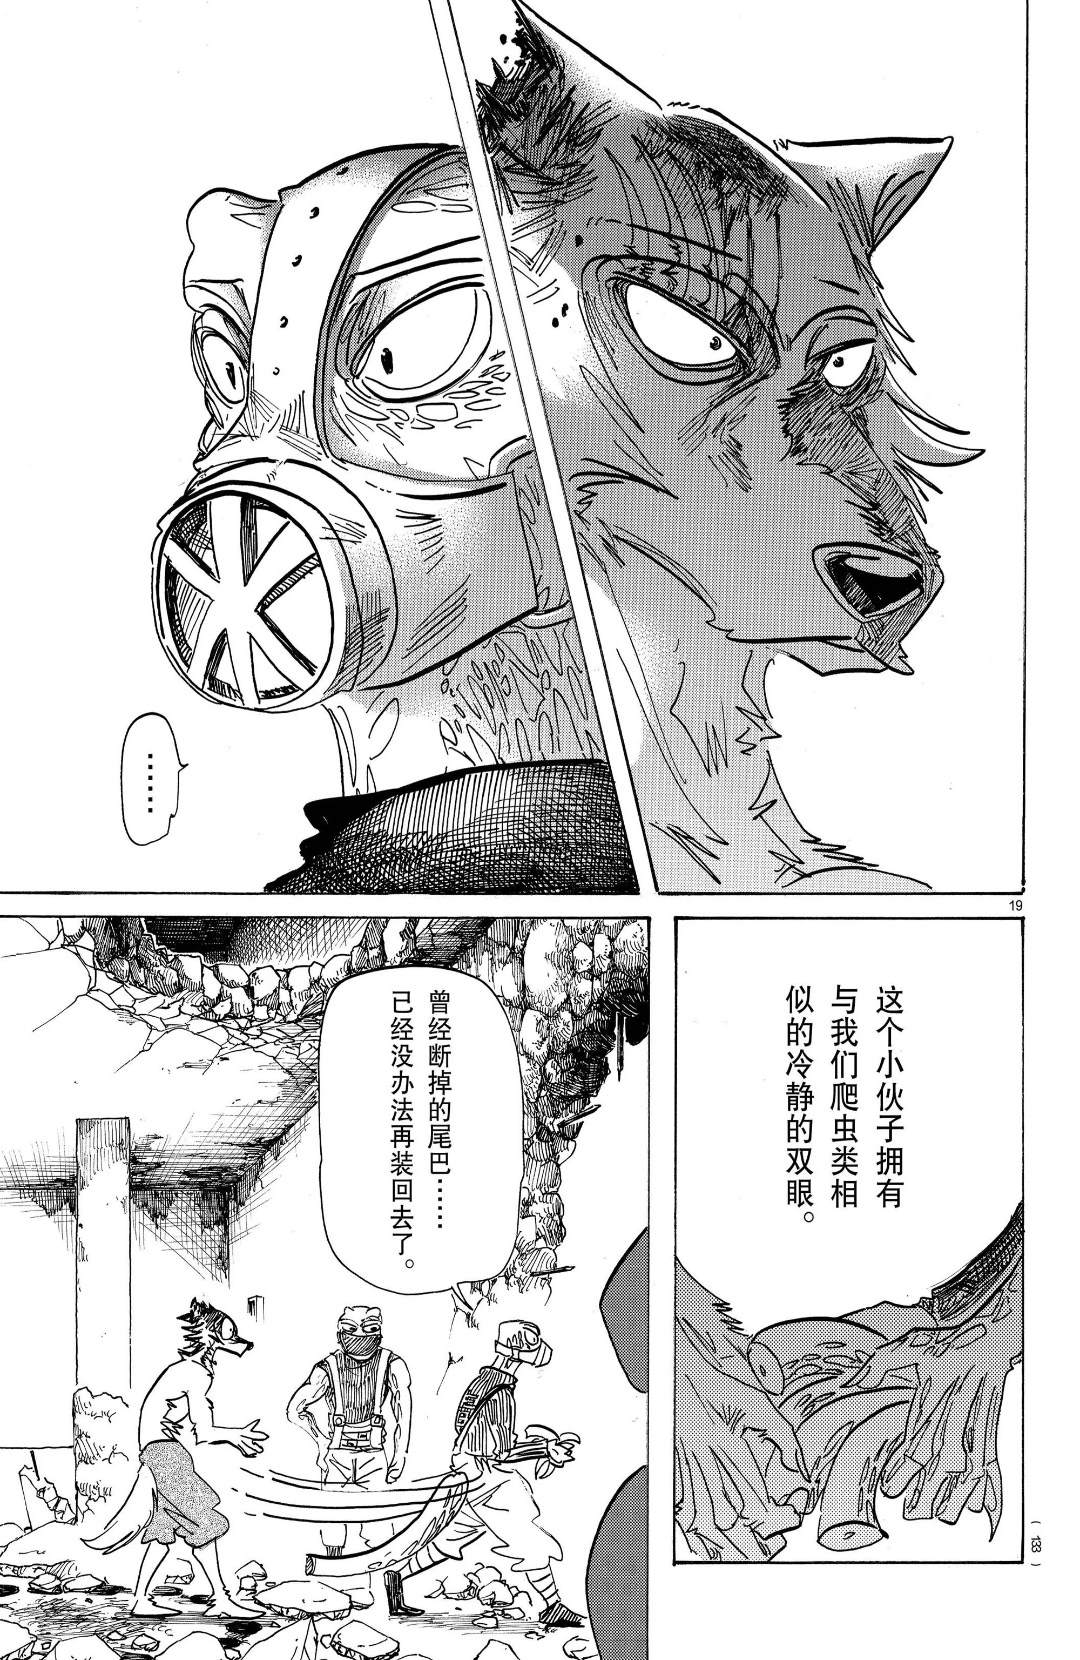 ……
19
这个小伙子拥有
与我们爬虫类相
似的冷静的双眼。
曾经断掉的尾巴……
已经没办法再装回去了。
( 133 )